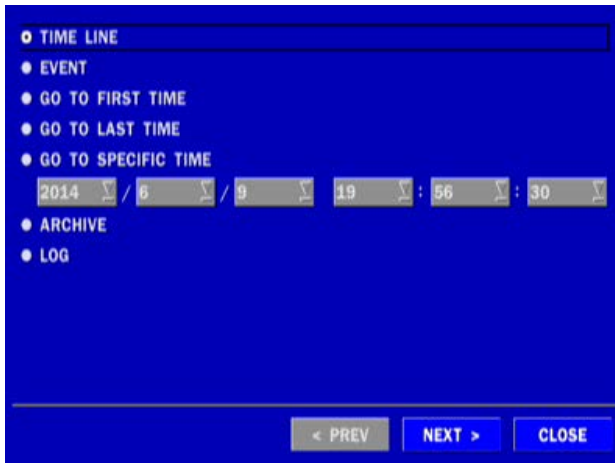 TIME LINE
EVENT
GO TO FIRST TIME
GO TO LAST TIME
GO TO SPECIFIC TIME
2014 / 6 / 9 19 : 56 : 30
ARCHIVE
LOG
< PREV NEXT > CLOSE